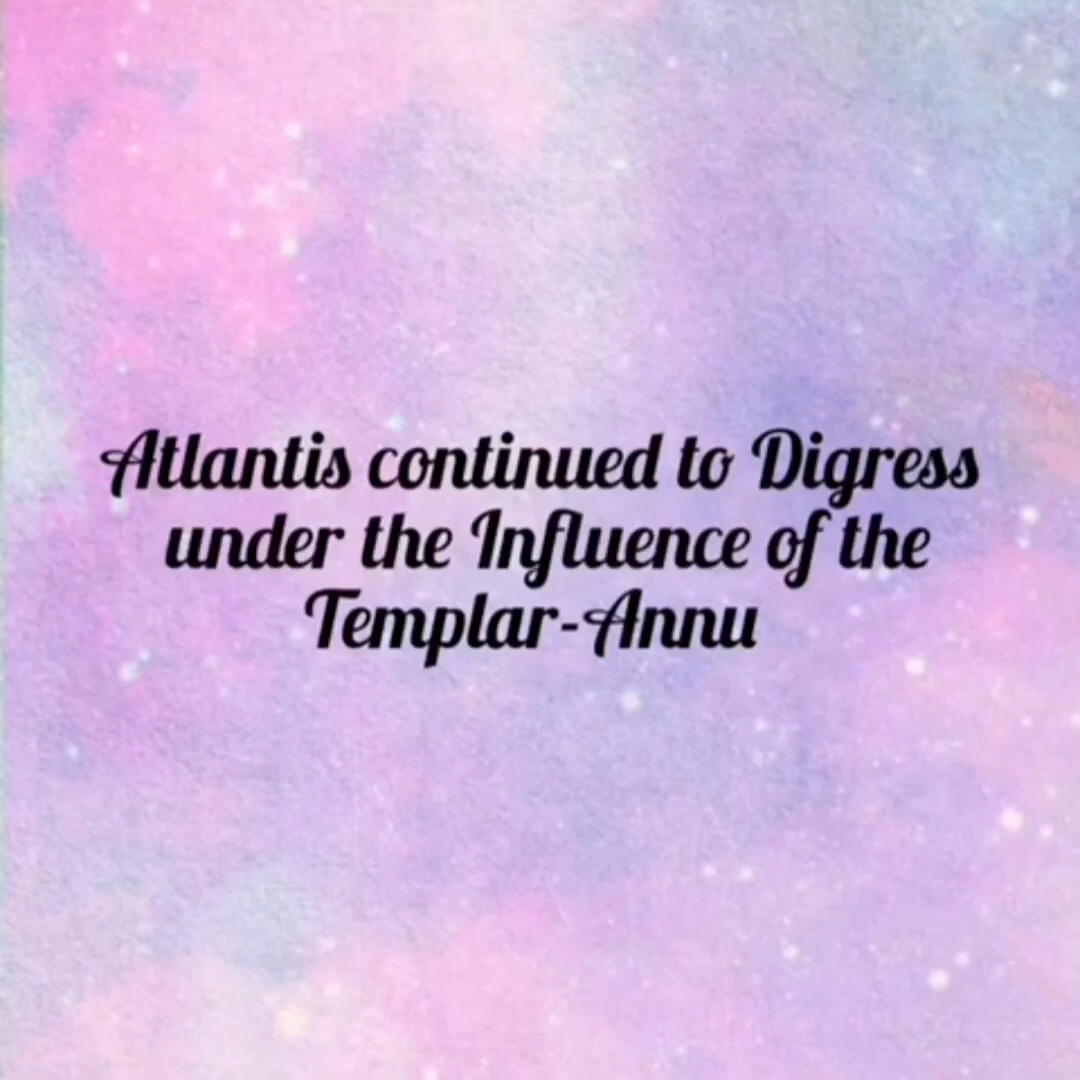 Atlantis continued to Digress
under the Influence of the
Templar-Annu